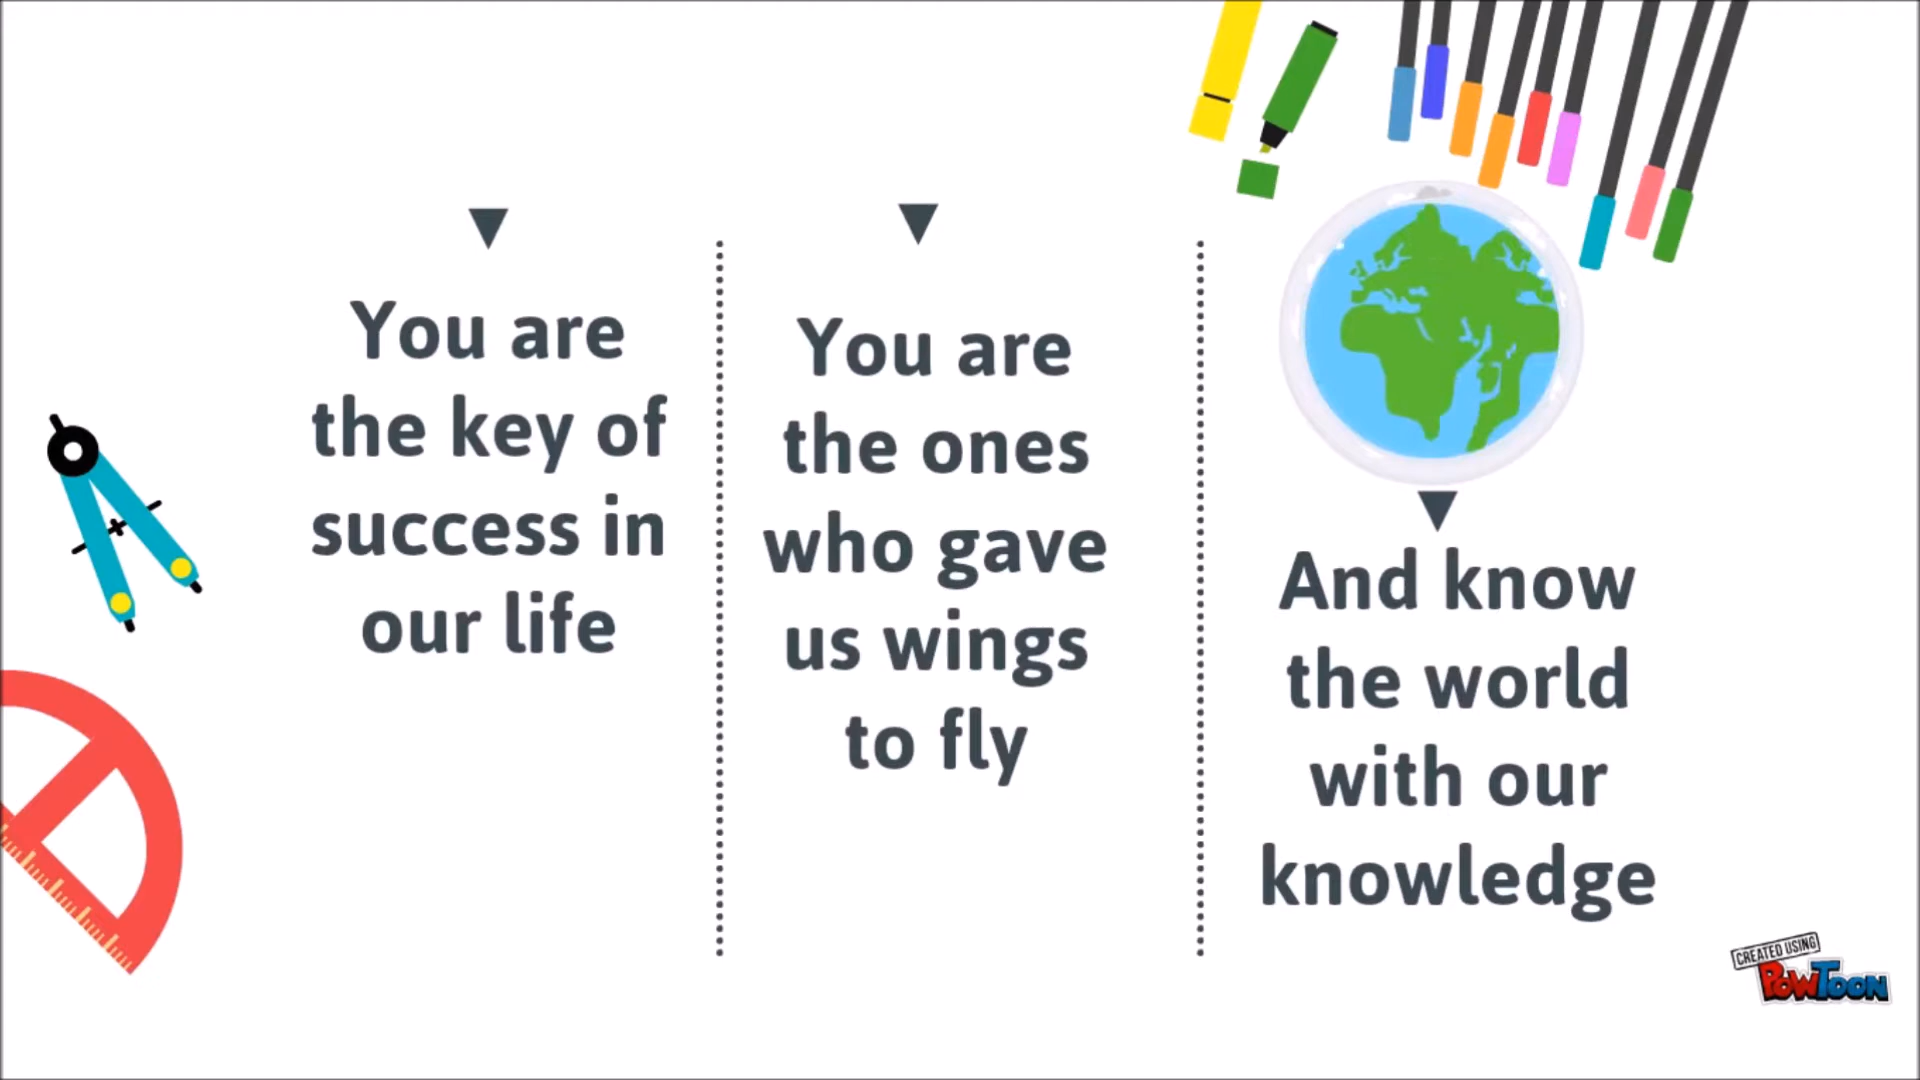 You are
the key of
success in
our life
You are
the ones
who gave
us wings
to fly
And know
the world
with our
knowledge
CREATED USING
POWTOON